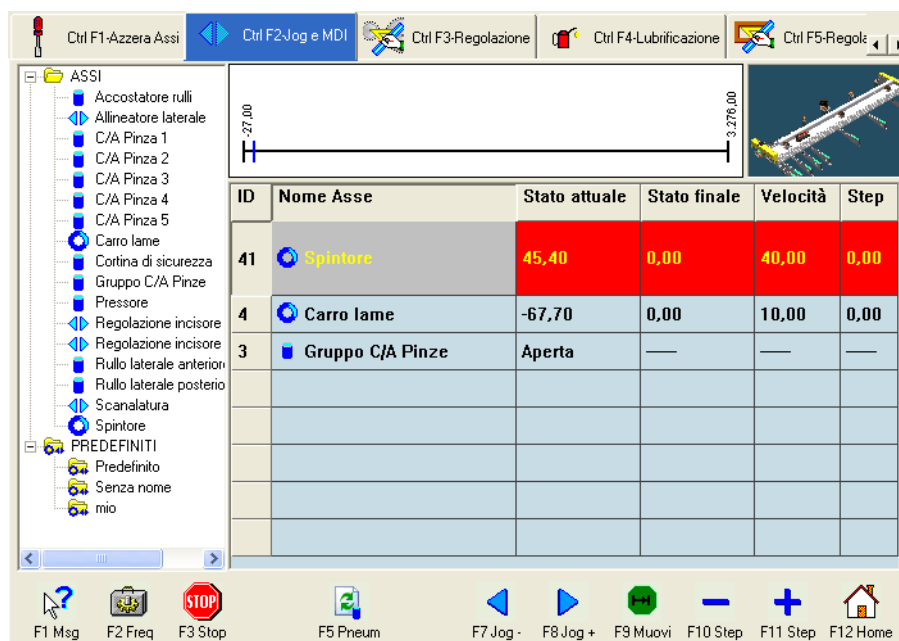 Ctrl F1-Azzera Assi
Ctrl F2-Jog e MDI
Ctrl F3-Regolazione
Ctrl F4-Lubrificazione
Ctrl F5-Regola
ASSI
Accostatore rulli
Allineatore laterale
C/A Pinza 1
C/A Pinza 2
C/A Pinza 3
C/A Pinza 4
C/A Pinza 5
Carro lame
Cortina di sicurezza
Gruppo C/A Pinze
Pressore
Regolazione incisore
Regolazione incisore
Rullo laterale anterior
Rullo laterale posterio
Scanalatura
Spintore
PREDEFINITI
Predefinito
Senza nome
mio
-27,00
3.276,00
ID Nome Asse Stato attuale Stato finale Velocità Step
41 Spintore 45,40 0,00 40,00 0,00
4 Carro lame -67,70 0,00 10,00 0,00
3 Gruppo C/A Pinze Aperta — — —
STOP
F1 Msg F2 Freq F3 Stop F5 Pneum F7 Jog - F8 Jog + F9 Muovi F10 Step F11 Step F12 Home